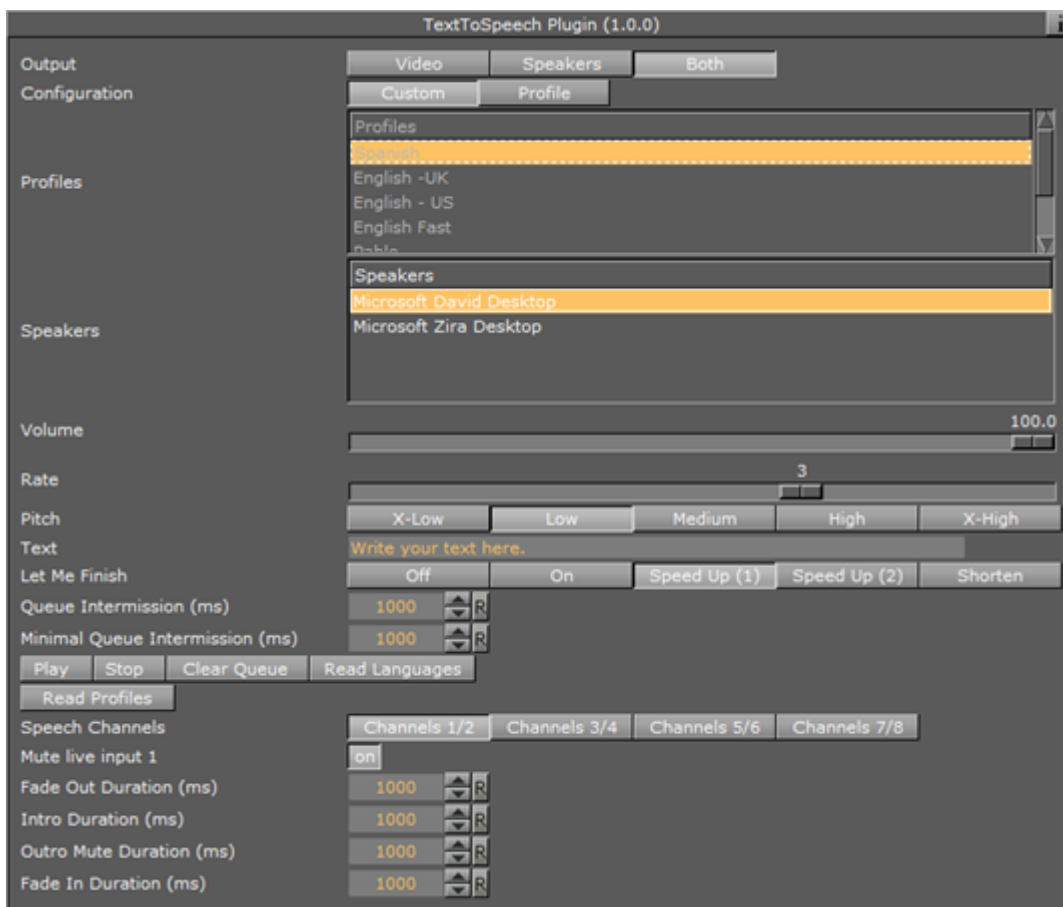 TextToSpeech Plugin (1.0.0)
Output Video Speakers Both
Configuration Custom Profile
Profiles
Profiles
Spanish
English -UK
English - US
English Fast
Pablo
Speakers
Speakers
Microsoft David Desktop
Microsoft Zira Desktop
Volume 100.0
Rate 3
Pitch X-Low Low Medium High X-High
Text Write your text here.
Let Me Finish Off On Speed Up (1) Speed Up (2) Shorten
Queue Intermission (ms) 1000 R
Minimal Queue Intermission (ms) 1000 R
Play Stop Clear Queue Read Languages
Read Profiles
Speech Channels Channels 1/2 Channels 3/4 Channels 5/6 Channels 7/8
Mute live input 1 on
Fade Out Duration (ms) 1000 R
Intro Duration (ms) 1000 R
Outro Mute Duration (ms) 1000 R
Fade In Duration (ms) 1000 R